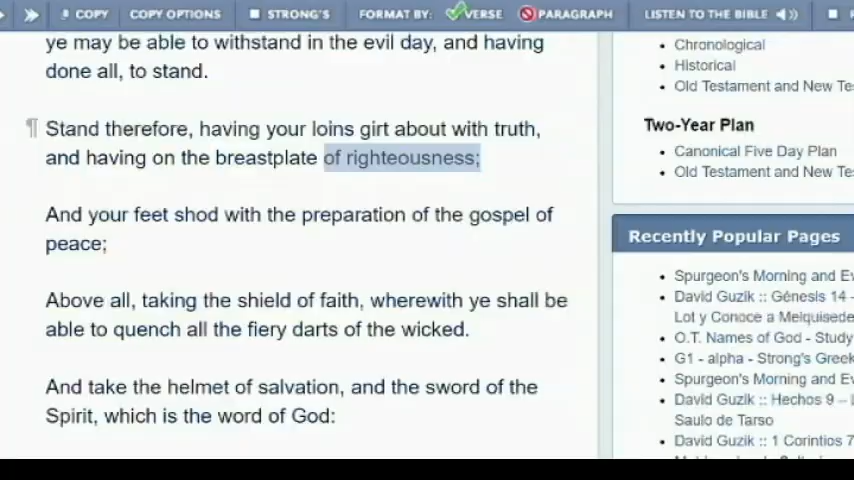 COPY COPY OPTIONS STRONG'S FORMAT BY: VERSE PARAGRAPH LISTEN TO THE BIBLE
ye may be able to withstand in the evil day, and having
done all, to stand.
¶ Stand therefore, having your loins girt about with truth,
and having on the breastplate of righteousness;
And your feet shod with the preparation of the gospel of
peace;
Above all, taking the shield of faith, wherewith ye shall be
able to quench all the fiery darts of the wicked.
And take the helmet of salvation, and the sword of the
Spirit, which is the word of God:
Chronological
Historical
Old Testament and New Te
Two-Year Plan
Canonical Five Day Plan
Old Testament and New Te
Recently Popular Pages
Spurgeon's Morning and Ev
David Guzik :: Génesis 14 -
Lot y Conoce a Melquisede
O.T. Names of God - Study
G1 - alpha - Strong's Greek
Spurgeon's Morning and Ev
David Guzik :: Hechos 9 –
Saulo de Tarso
David Guzik :: 1 Corintios 7